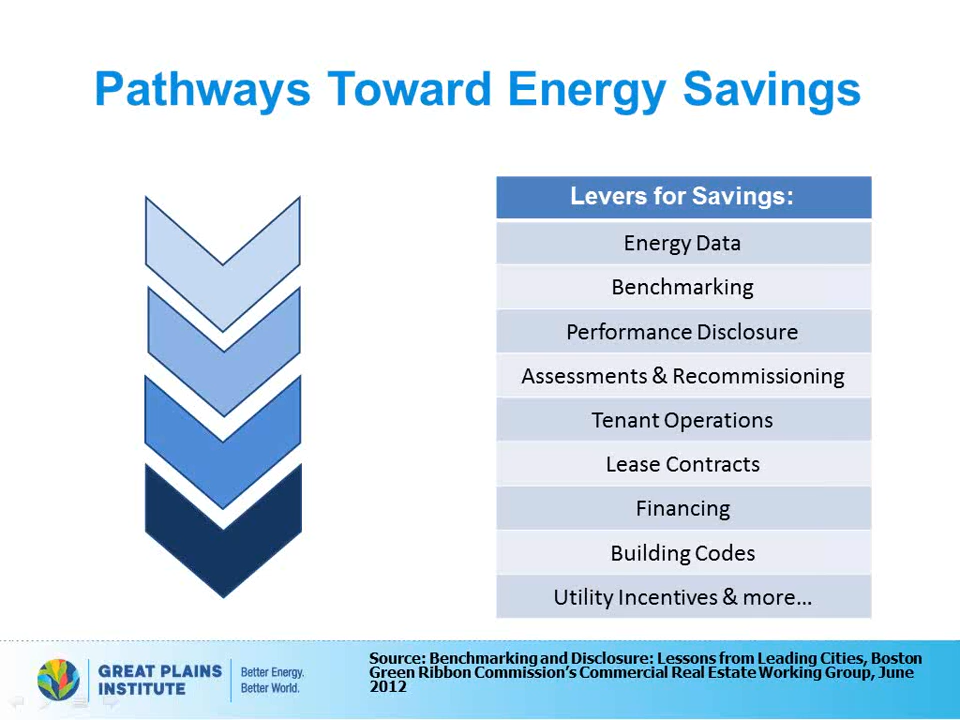 Pathways Toward Energy Savings
Levers for Savings:
Energy Data
Benchmarking
Performance Disclosure
Assessments & Recommissioning
Tenant Operations
Lease Contracts
Financing
Building Codes
Utility Incentives & more…
GREAT PLAINS
INSTITUTE
Better Energy.
Better World.
Source: Benchmarking and Disclosure: Lessons from Leading Cities, Boston
Green Ribbon Commission’s Commercial Real Estate Working Group, June
2012